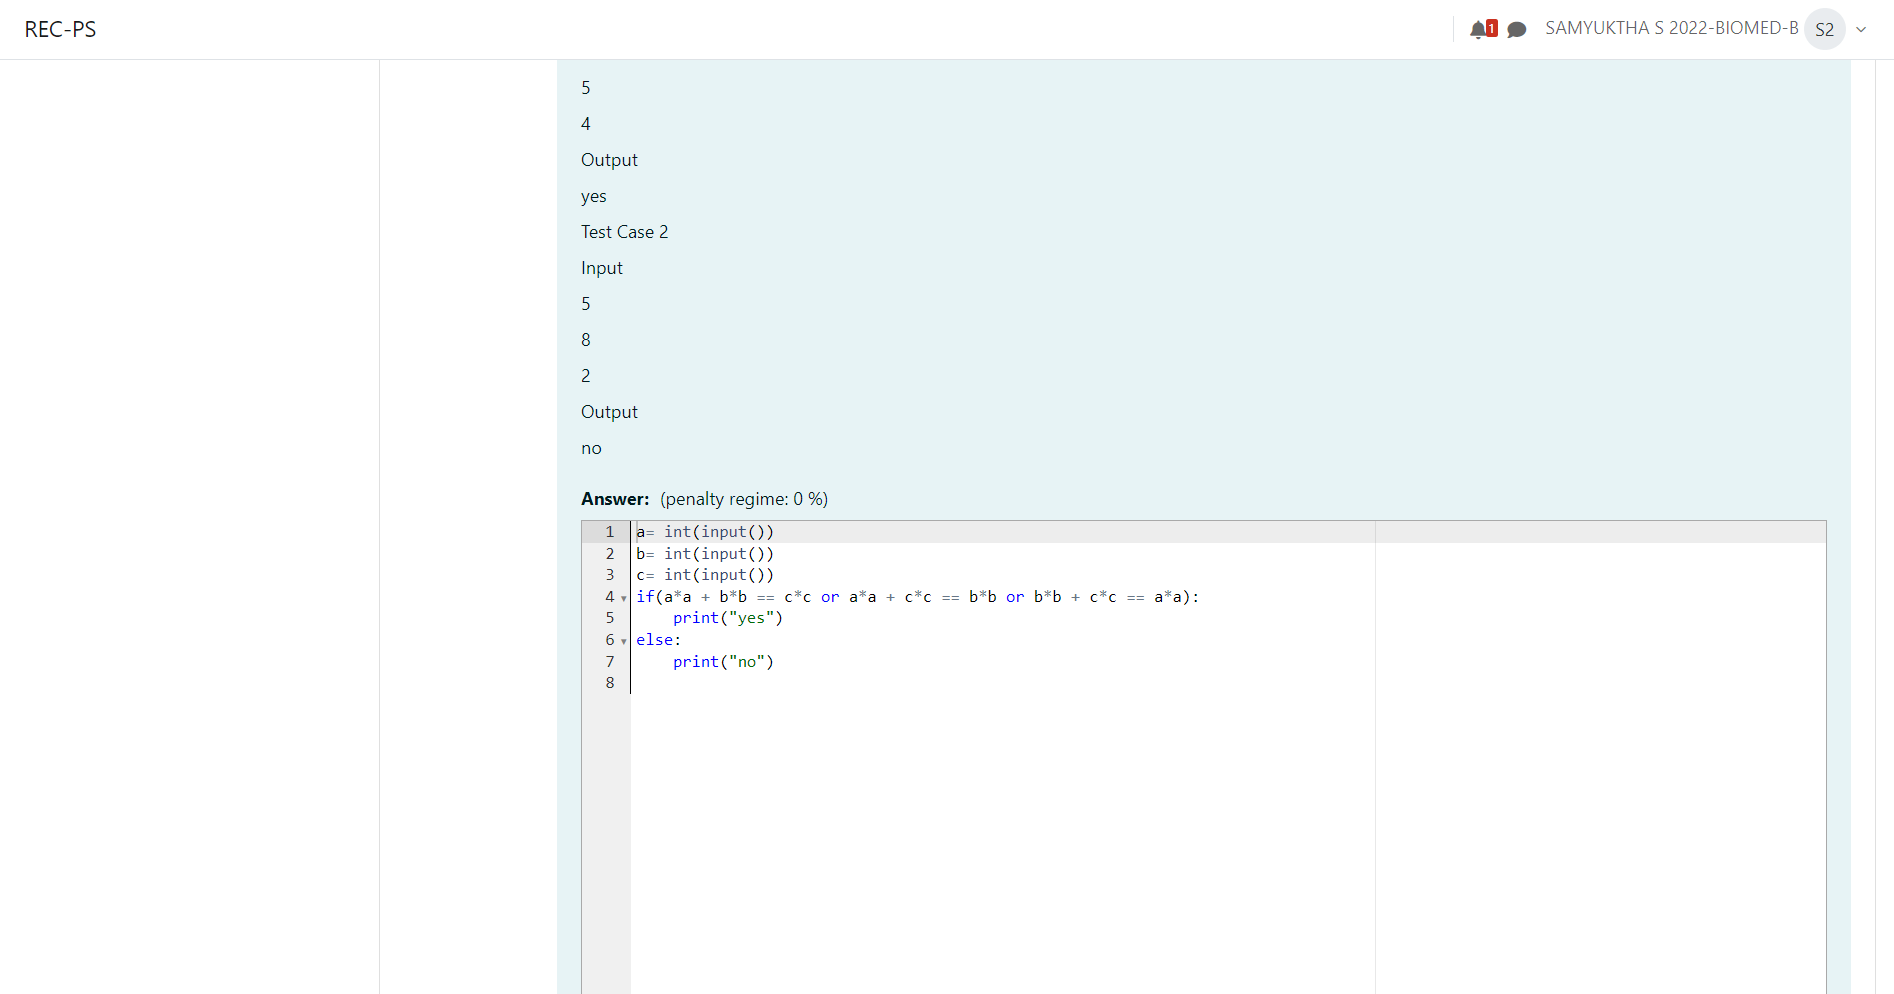 REC-PS
1
SAMYUKTHA S 2022-BIOMED-B S2
5
4
Output
yes
Test Case 2
Input
5
8
2
Output
no
Answer: (penalty regime: 0 %)
1 a= int(input())
2 b= int(input())
3 c= int(input())
4 if(a*a + b*b == c*c or a*a + c*c == b*b or b*b + c*c == a*a):
5     print("yes")
6 else:
7     print("no")
8